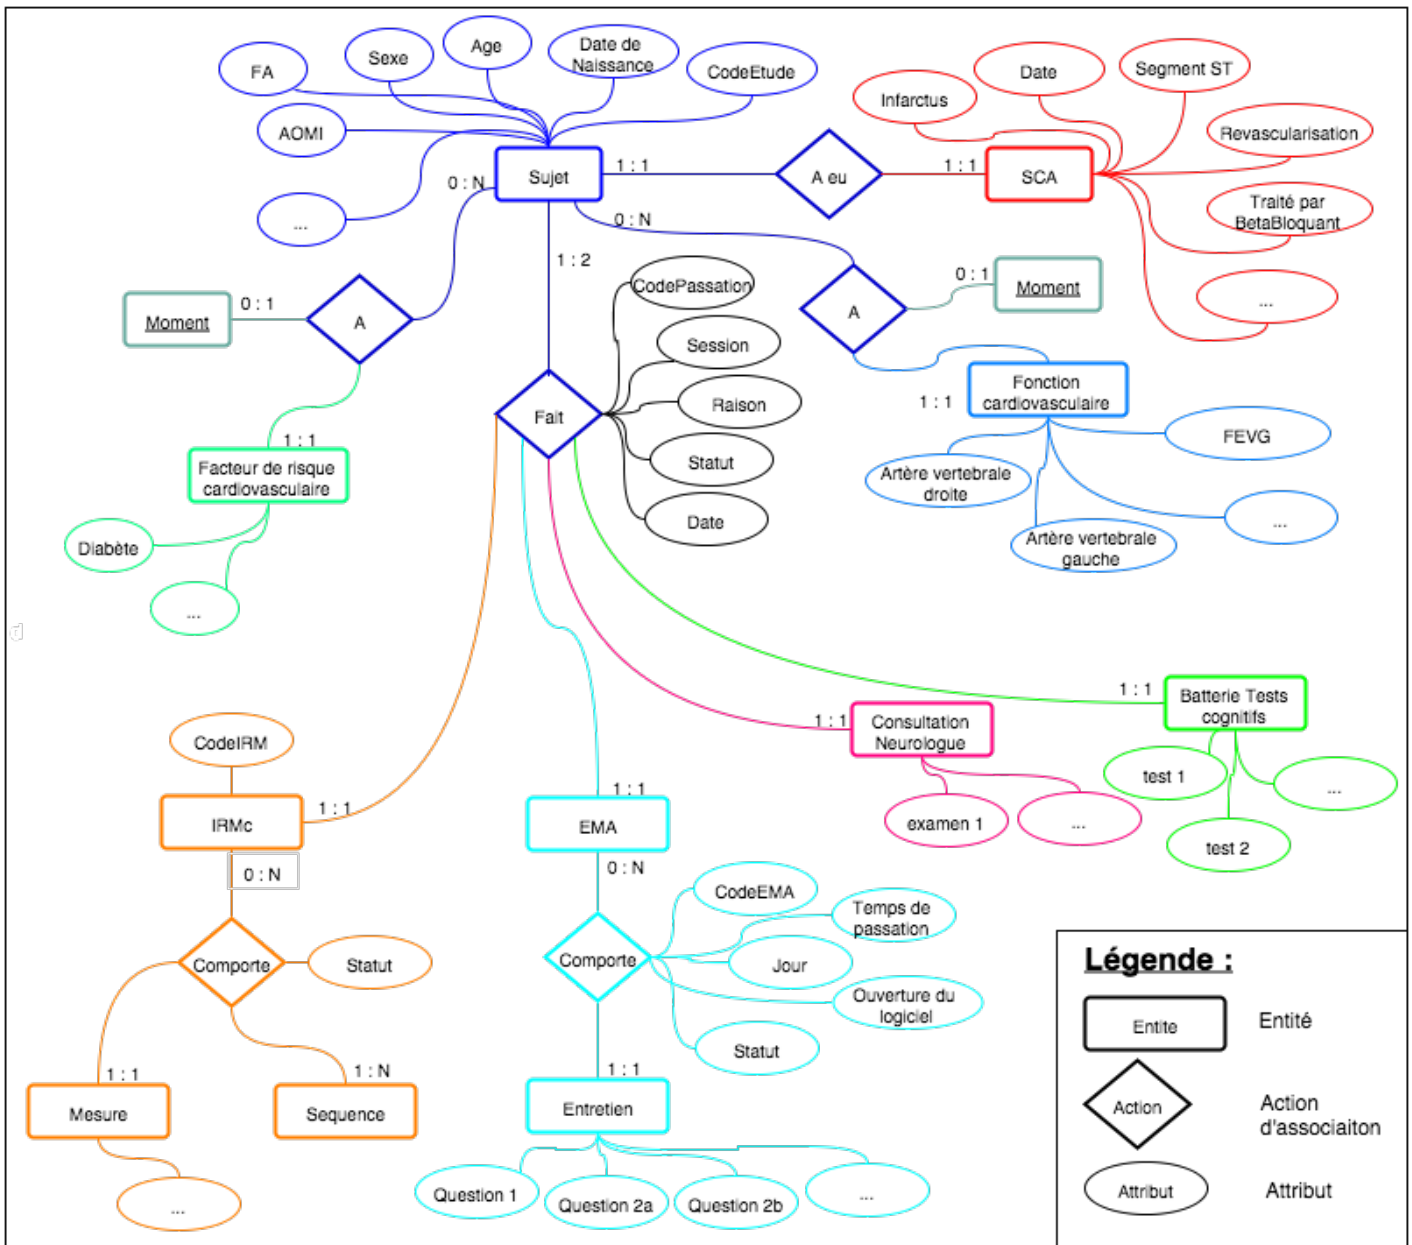 FA
Sexe
Age
Date de
Naissance
CodeEtude
AOMI
...
Sujet
1 : 1
A eu
1 : 1
SCA
Infarctus
Date
Segment ST
Revascularisation
Traité par
BetaBloquant
...
0 : N
0 : N
1 : 2
Moment
0 : 1
A
1 : 1
Facteur de risque
cardiovasculaire
Diabète
...
A
0 : 1
Moment
1 : 1
Fonction
cardiovasculaire
Artère vertebrale
droite
Artère vertebrale
gauche
FEVG
...
Fait
CodePassation
Session
Raison
Statut
Date
1 : 1
Batterie Tests
cognitifs
test 1
test 2
...
1 : 1
Consultation
Neurologue
examen 1
...
CodeIRM
IRMc
1 : 1
0 : N
Comporte
Statut
1 : 1
Mesure
...
1 : N
Sequence
1 : 1
EMA
0 : N
Comporte
CodeEMA
Temps de
passation
Jour
Ouverture du
logiciel
Statut
1 : 1
Entretien
Question 1
Question 2a
Question 2b
...
Légende :
Entite
Entité
Action
Action
d'associaiton
Attribut
Attribut